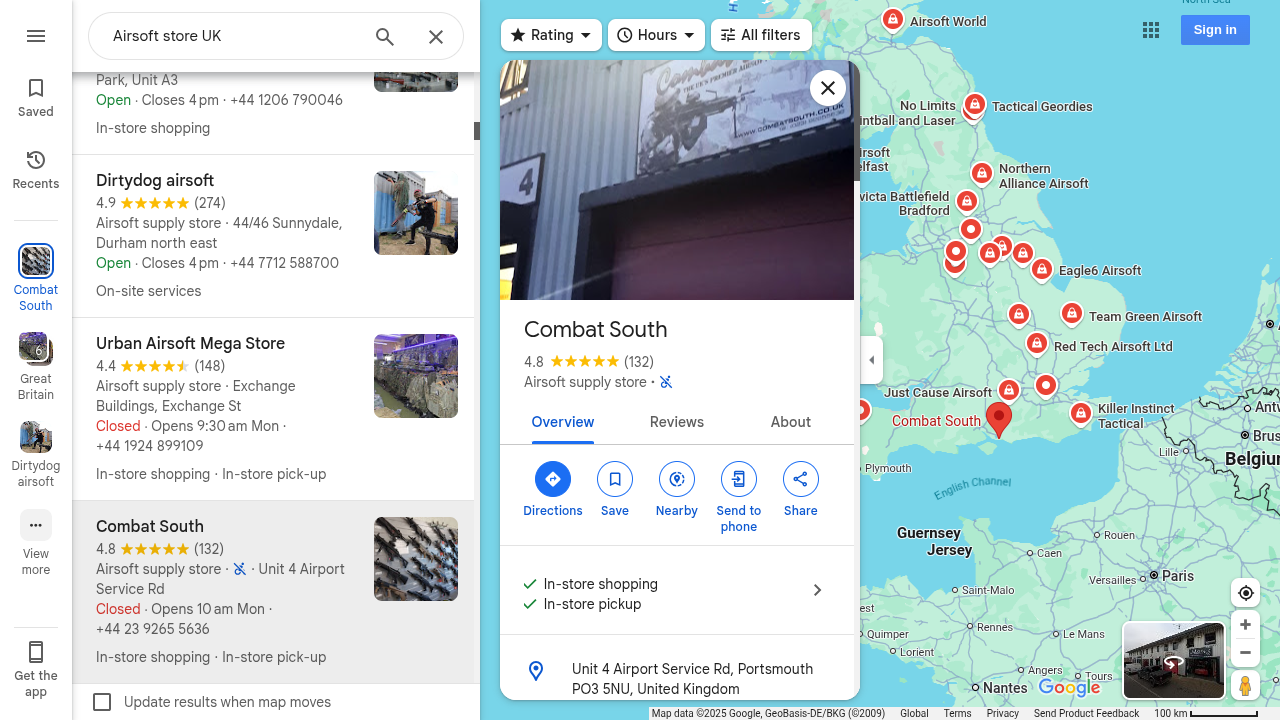 Airsoft store UK
Saved
Recents
Combat
South
6
Great
Britain
Dirtydog
airsoft
View
more
Get the
app
Park, Unit A3
Open · Closes 4 pm · +44 1206 790046
In-store shopping
Dirtydog airsoft
4.9 (274)
Airsoft supply store · 44/46 Sunnydale,
Durham north east
Open · Closes 4 pm · +44 7712 588700
On-site services
Urban Airsoft Mega Store
4.4 (148)
Airsoft supply store · Exchange
Buildings, Exchange St
Closed · Opens 9:30 am Mon ·
+44 1924 899109
In-store shopping · In-store pick-up
Combat South
4.8 (132)
Airsoft supply store · · Unit 4 Airport
Service Rd
Closed · Opens 10 am Mon ·
+44 23 9265 5636
In-store shopping · In-store pick-up
Update results when map moves
Rating
Hours
All filters
Sign in
4
WWW.COMBATSOUTH.CO.UK
Combat South
4.8 (132)
Airsoft supply store ·
Overview
Reviews
About
Directions
Save
Nearby
Send to
phone
Share
In-store shopping
In-store pickup
Unit 4 Airport Service Rd, Portsmouth
PO3 5NU, United Kingdom
Airsoft World
No Limits
intball and Laser
Tactical Geordies
irsoft
elfast
Northern
Alliance Airsoft
victa Battlefield
Bradford
Eagle6 Airsoft
Team Green Airsoft
Red Tech Airsoft Ltd
Just Cause Airsoft
Combat South
Killer Instinct
Tactical
Antw
Brus
Lille
Belgium
Plymouth
English Channel
Guernsey
Jersey
Rouen
Caen
Versailles
Paris
Saint-Malo
est
Quimper
Rennes
Le Mans
Lorient
Angers
Tours
Nantes
Google
Map data ©2025 Google, GeoBasis-DE/BKG (©2009)
Global
Terms
Privacy
Send Product Feedback
100 km